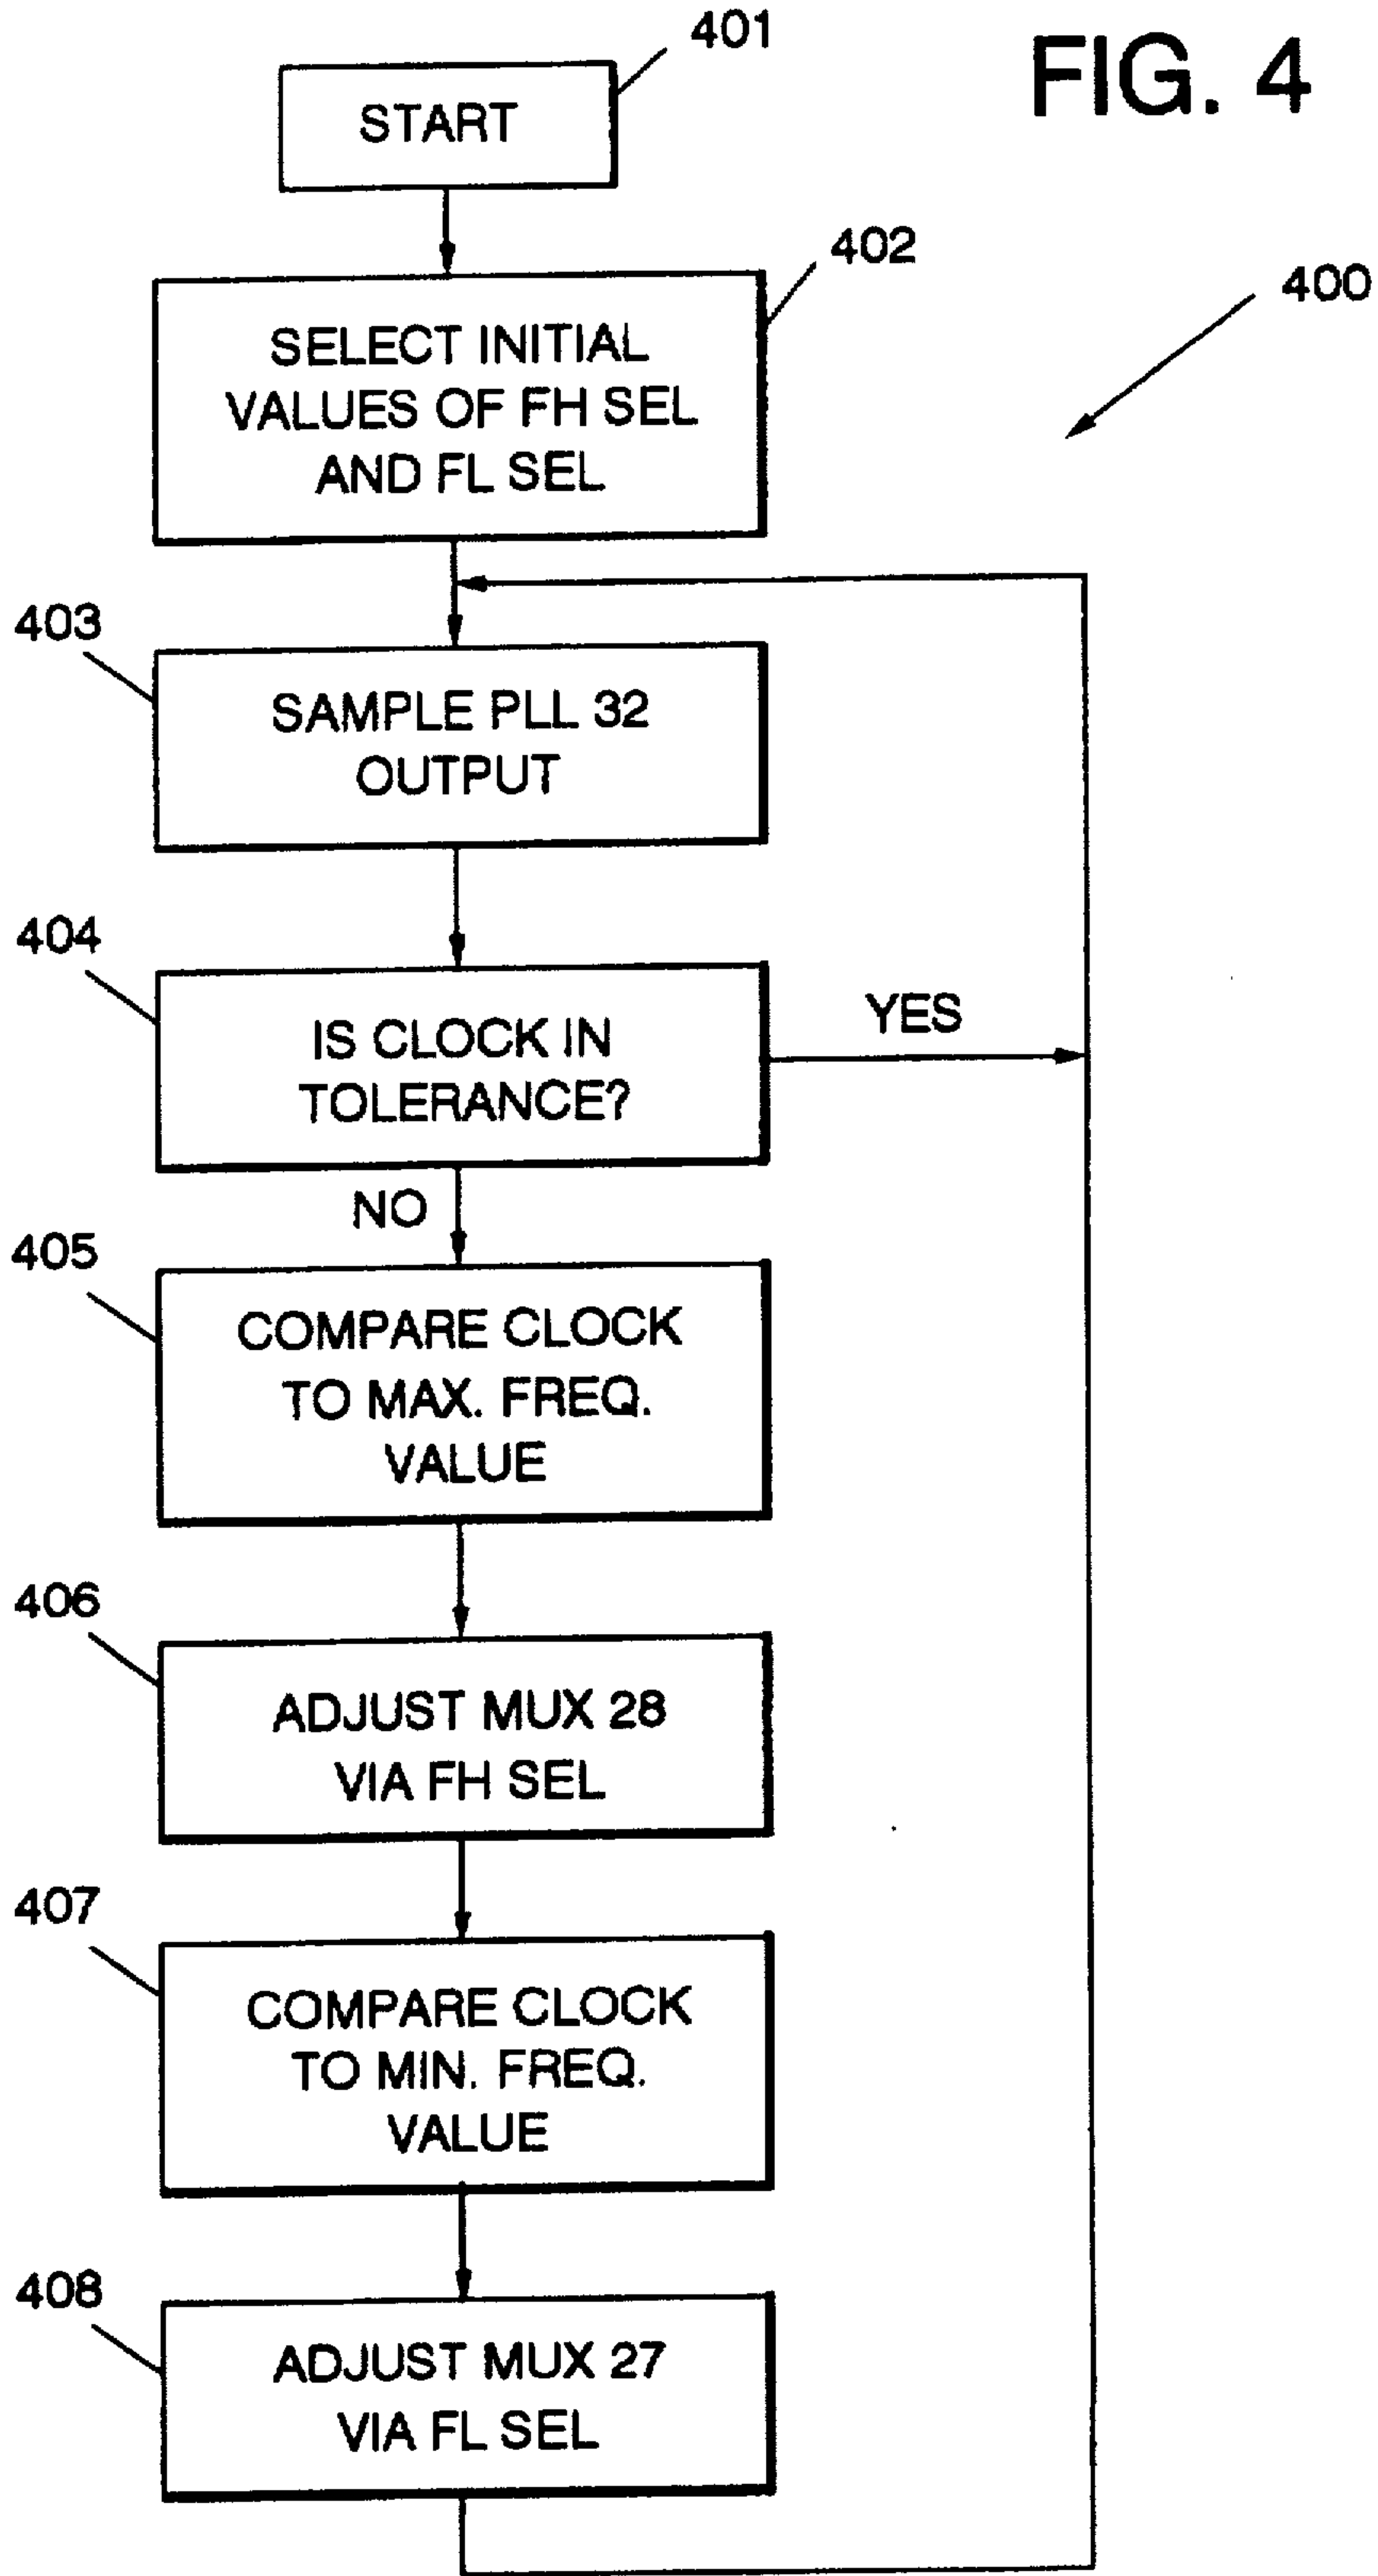 FIG. 4
401
START
402
400
SELECT INITIAL
VALUES OF FH SEL
AND FL SEL
403
SAMPLE PLL 32
OUTPUT
404
IS CLOCK IN
TOLERANCE?
YES
NO
405
COMPARE CLOCK
TO MAX. FREQ.
VALUE
406
ADJUST MUX 28
VIA FH SEL
407
COMPARE CLOCK
TO MIN. FREQ.
VALUE
408
ADJUST MUX 27
VIA FL SEL